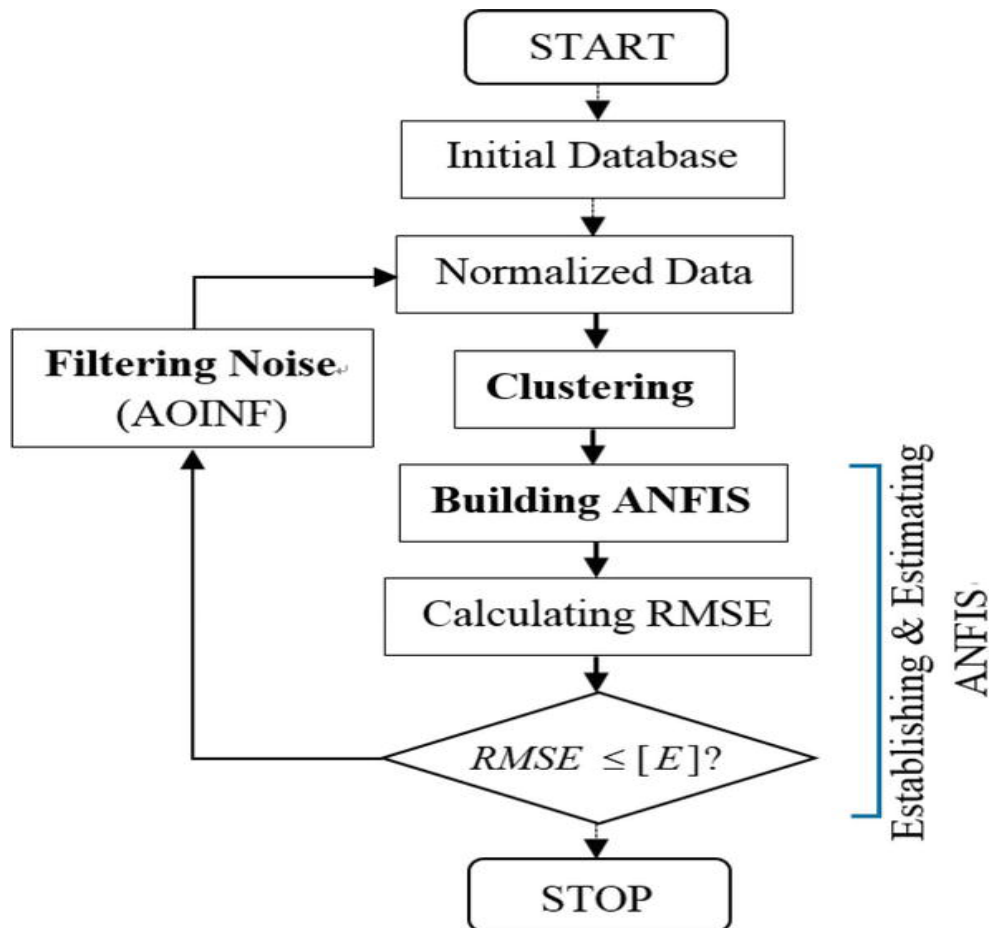 START
Initial Database
Normalized Data
Filtering Noise
(AOINF)
Clustering
Building ANFIS
Calculating RMSE
RMSE ≤ [E]?
STOP
Establishing & Estimating
ANFIS